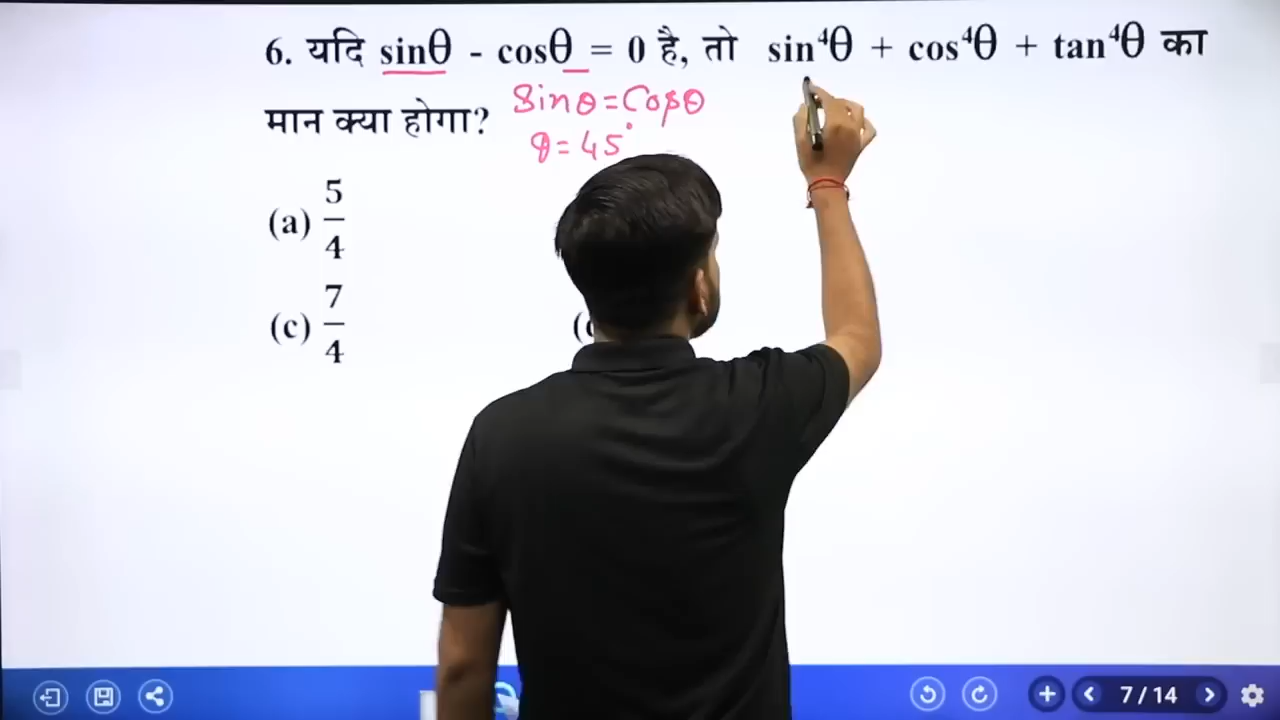 6. यदि sinθ - cosθ = 0 है, तो sin⁴θ + cos⁴θ + tan⁴θ का
मान क्या होगा?
Sinθ=Cosθ
θ=45°
(a) 5/4
(c) 7/4
7 / 14